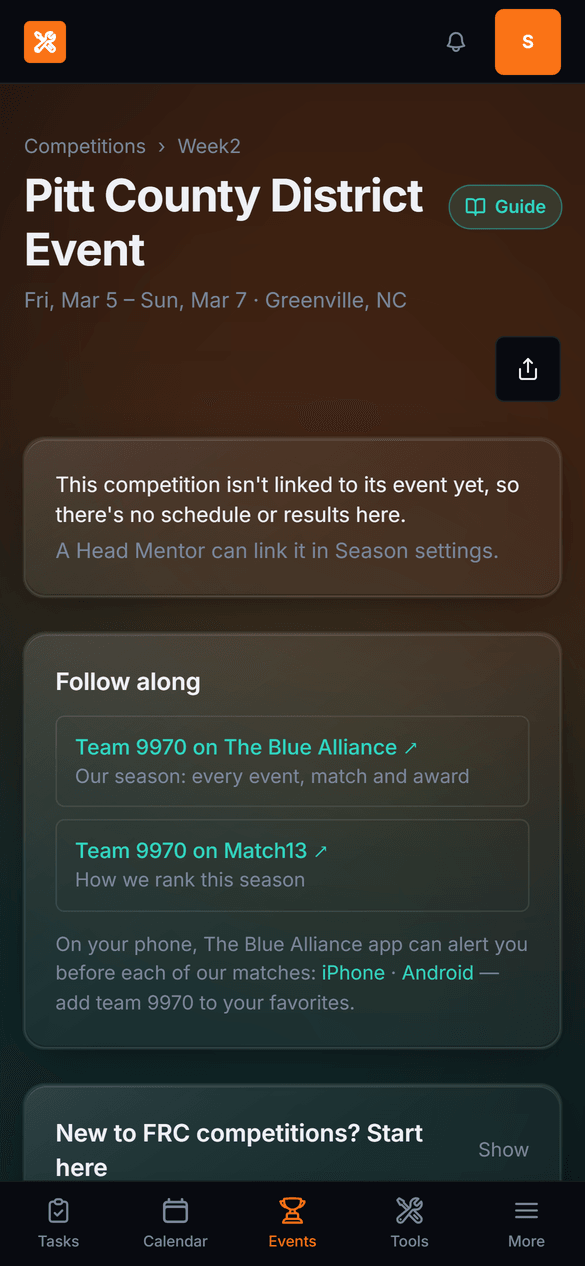 S
Competitions › Week2
Pitt County District
Event
Guide
Fri, Mar 5 – Sun, Mar 7 · Greenville, NC
This competition isn't linked to its event yet, so
there's no schedule or results here.
A Head Mentor can link it in Season settings.
Follow along
Team 9970 on The Blue Alliance ↗
Our season: every event, match and award
Team 9970 on Match13 ↗
How we rank this season
On your phone, The Blue Alliance app can alert you
before each of our matches: iPhone · Android —
add team 9970 to your favorites.
New to FRC competitions? Start
here
Show
Tasks
Calendar
Events
Tools
More